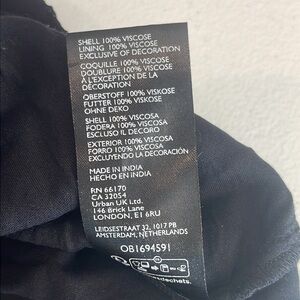 SHELL 100% VISCOSE
LINING 100% VISCOSE
EXCLUSIVE OF DECORATION
COQUILLE 100% VISCOSE
DOUBLURE 100% VISCOSE
À L'EXCEPTION DE LA
DÉCORATION
OBERSTOFF 100% VISKOSE
FUTTER 100% VISKOSE
OHNE DEKO
SHELL 100% VISCOSA
FODERA 100% VISCOSA
ESCLUSO IL DECORO
EXTERIOR 100% VISCOSA
FORRO 100% VISCOSA
EXCLUYENDO LA DECORACIÓN
MADE IN INDIA
HECHO EN INDIA
RN 66170
CA 32054
Urban UK Ltd.
146 Brick Lane
LONDON, E1 6RU
LEIDSESTRAAT 32, 1017 PB
AMSTERDAM, NETHERLANDS
OB1694591